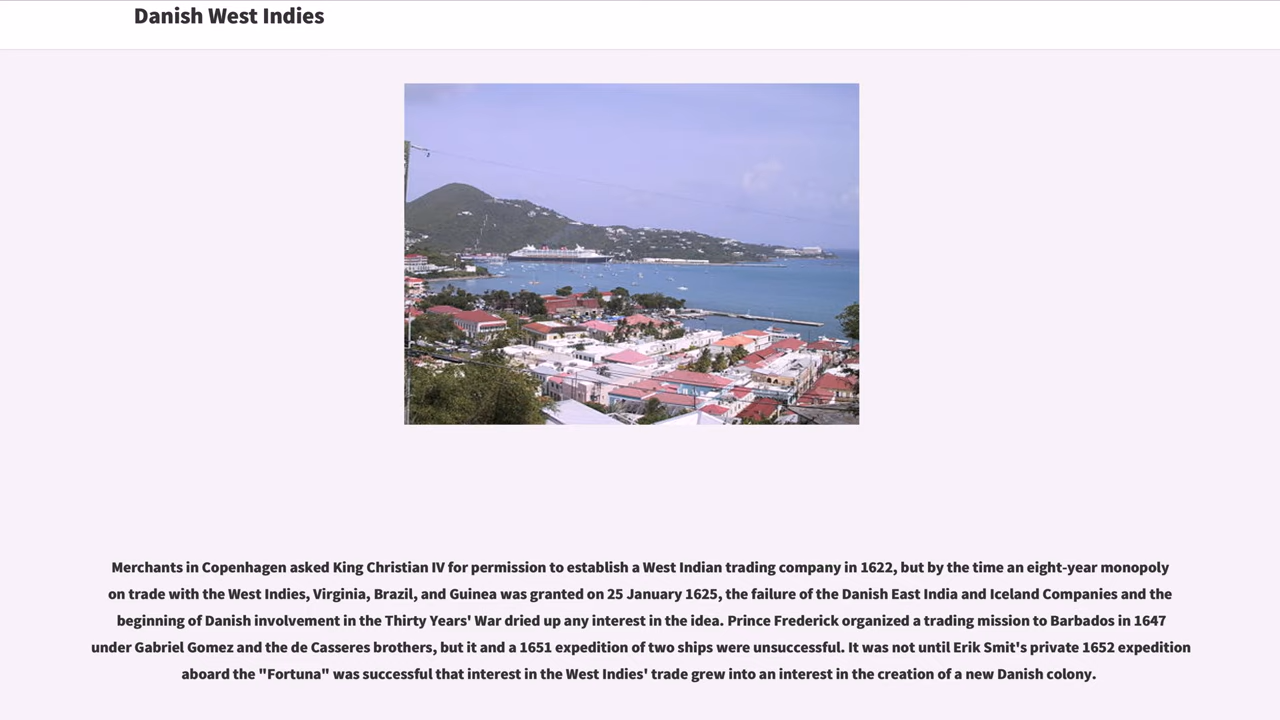 Danish West Indies
Merchants in Copenhagen asked King Christian IV for permission to establish a West Indian trading company in 1622, but by the time an eight-year monopoly
on trade with the West Indies, Virginia, Brazil, and Guinea was granted on 25 January 1625, the failure of the Danish East India and Iceland Companies and the
beginning of Danish involvement in the Thirty Years' War dried up any interest in the idea. Prince Frederick organized a trading mission to Barbados in 1647
under Gabriel Gomez and the de Casseres brothers, but it and a 1651 expedition of two ships were unsuccessful. It was not until Erik Smit's private 1652 expedition
aboard the "Fortuna" was successful that interest in the West Indies' trade grew into an interest in the creation of a new Danish colony.